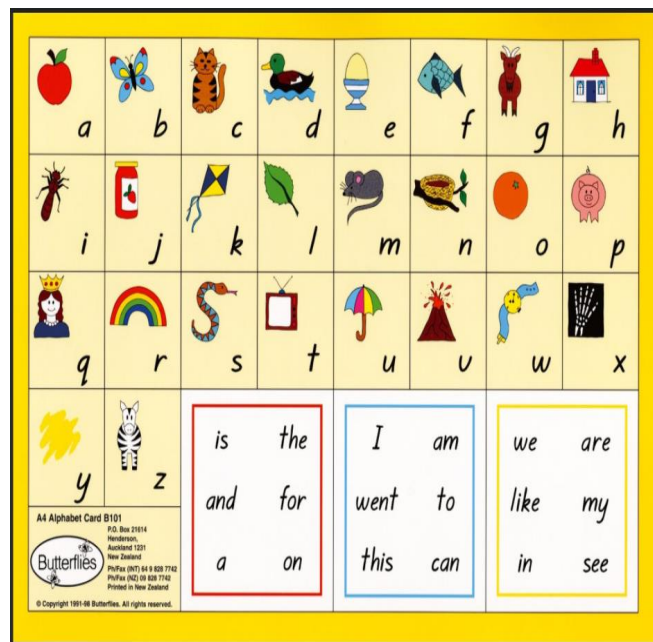 a b c d e f g h
i j k l m n o p
q r s t u v w x
y z
is the
and for
a on
I am
went to
this can
we are
like my
in see
A4 Alphabet Card B101
P.O. Box 21614
Henderson,
Auckland 1231
New Zealand
Ph/Fax (INT) 64 9 828 7742
Ph/Fax (NZ) 09 828 7742
Printed in New Zealand
Butterflies
© Copyright 1991-98 Butterflies. All rights reserved.